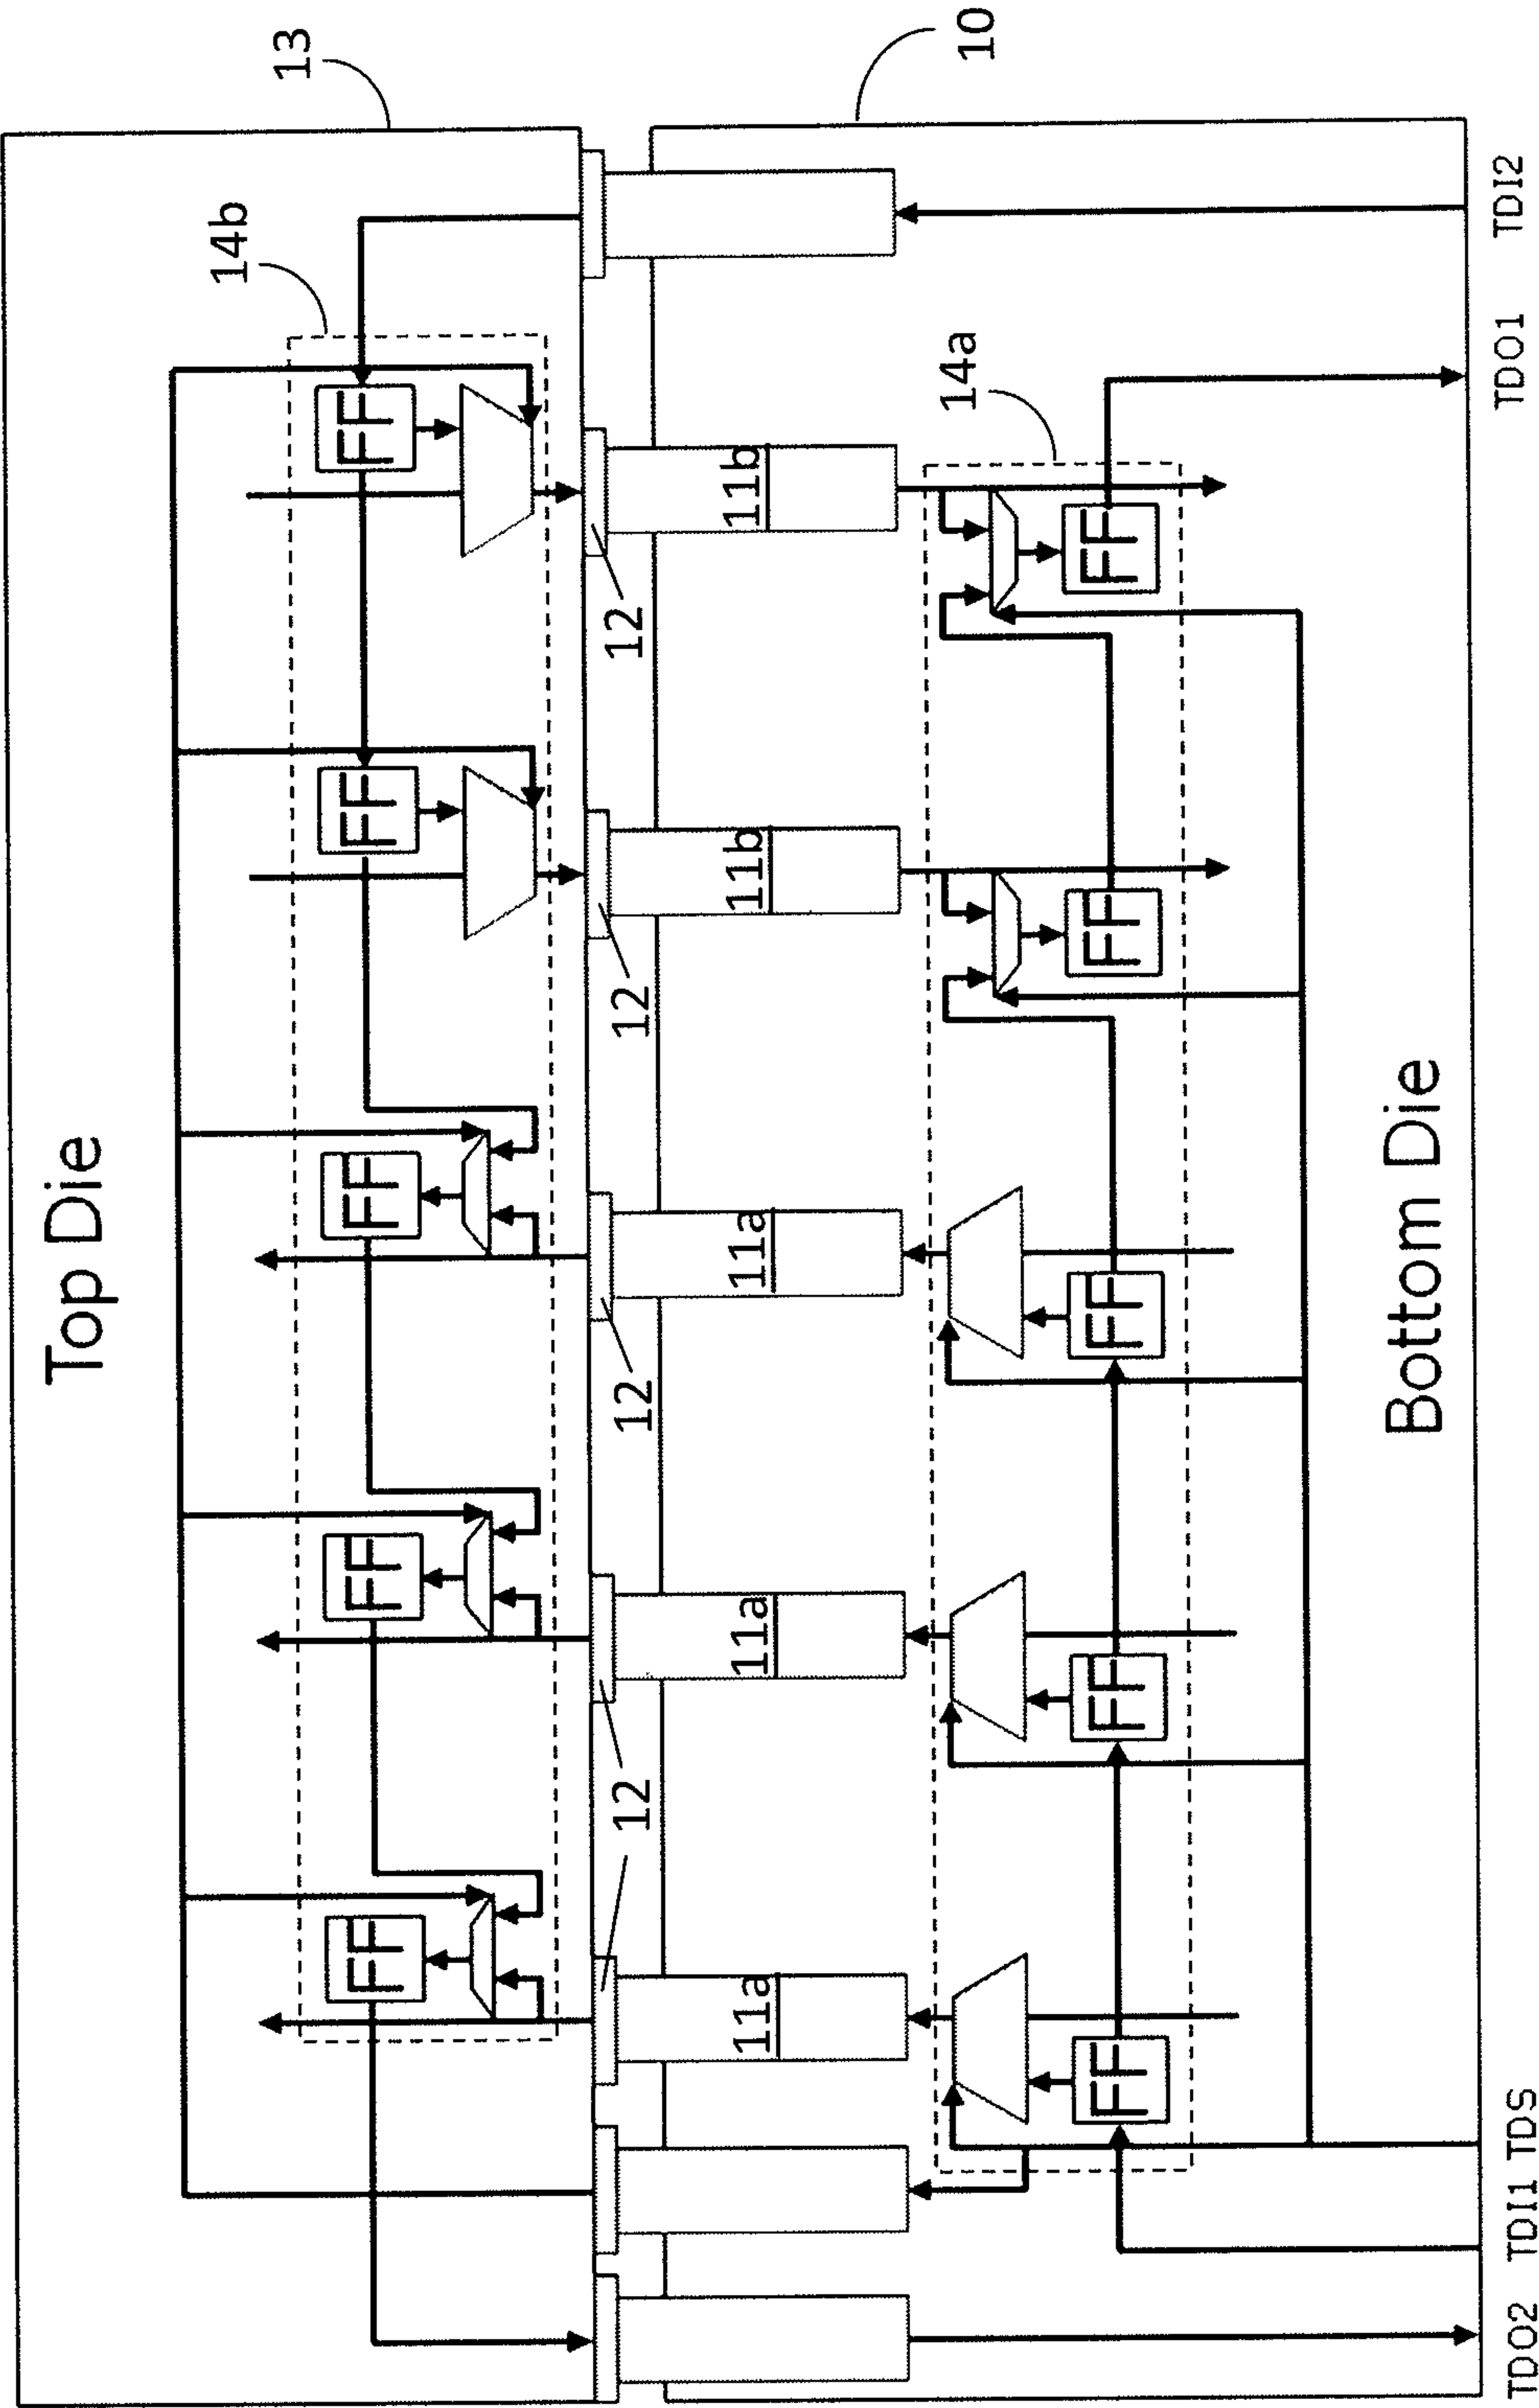 Top Die
13
14b
FF
FF
FF
FF
FF
12
12
12
12
11a
11a
11a
11b
11b
10
14a
FF
FF
FF
FF
FF
Bottom Die
TDO2
TDI1
TDS
TDO1
TDI2